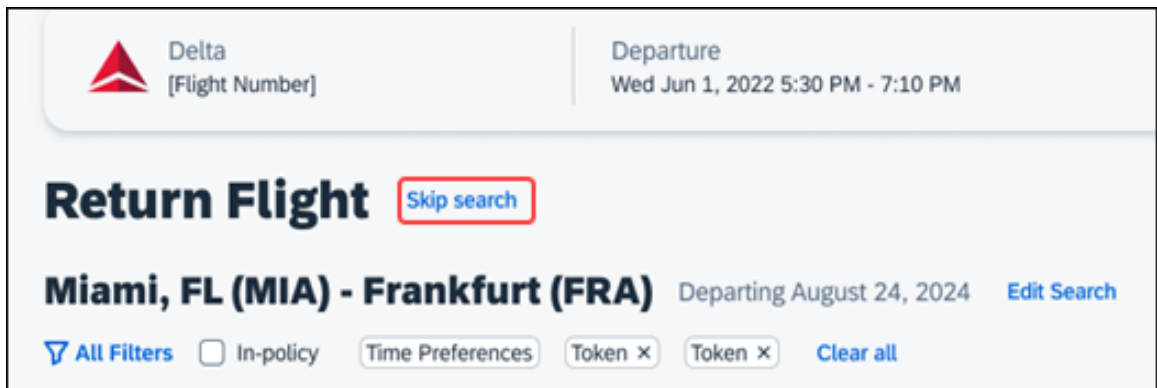 Delta
[Flight Number]
Departure
Wed Jun 1, 2022 5:30 PM - 7:10 PM
Return Flight Skip search
Miami, FL (MIA) - Frankfurt (FRA) Departing August 24, 2024 Edit Search
All Filters In-policy Time Preferences Token × Token × Clear all